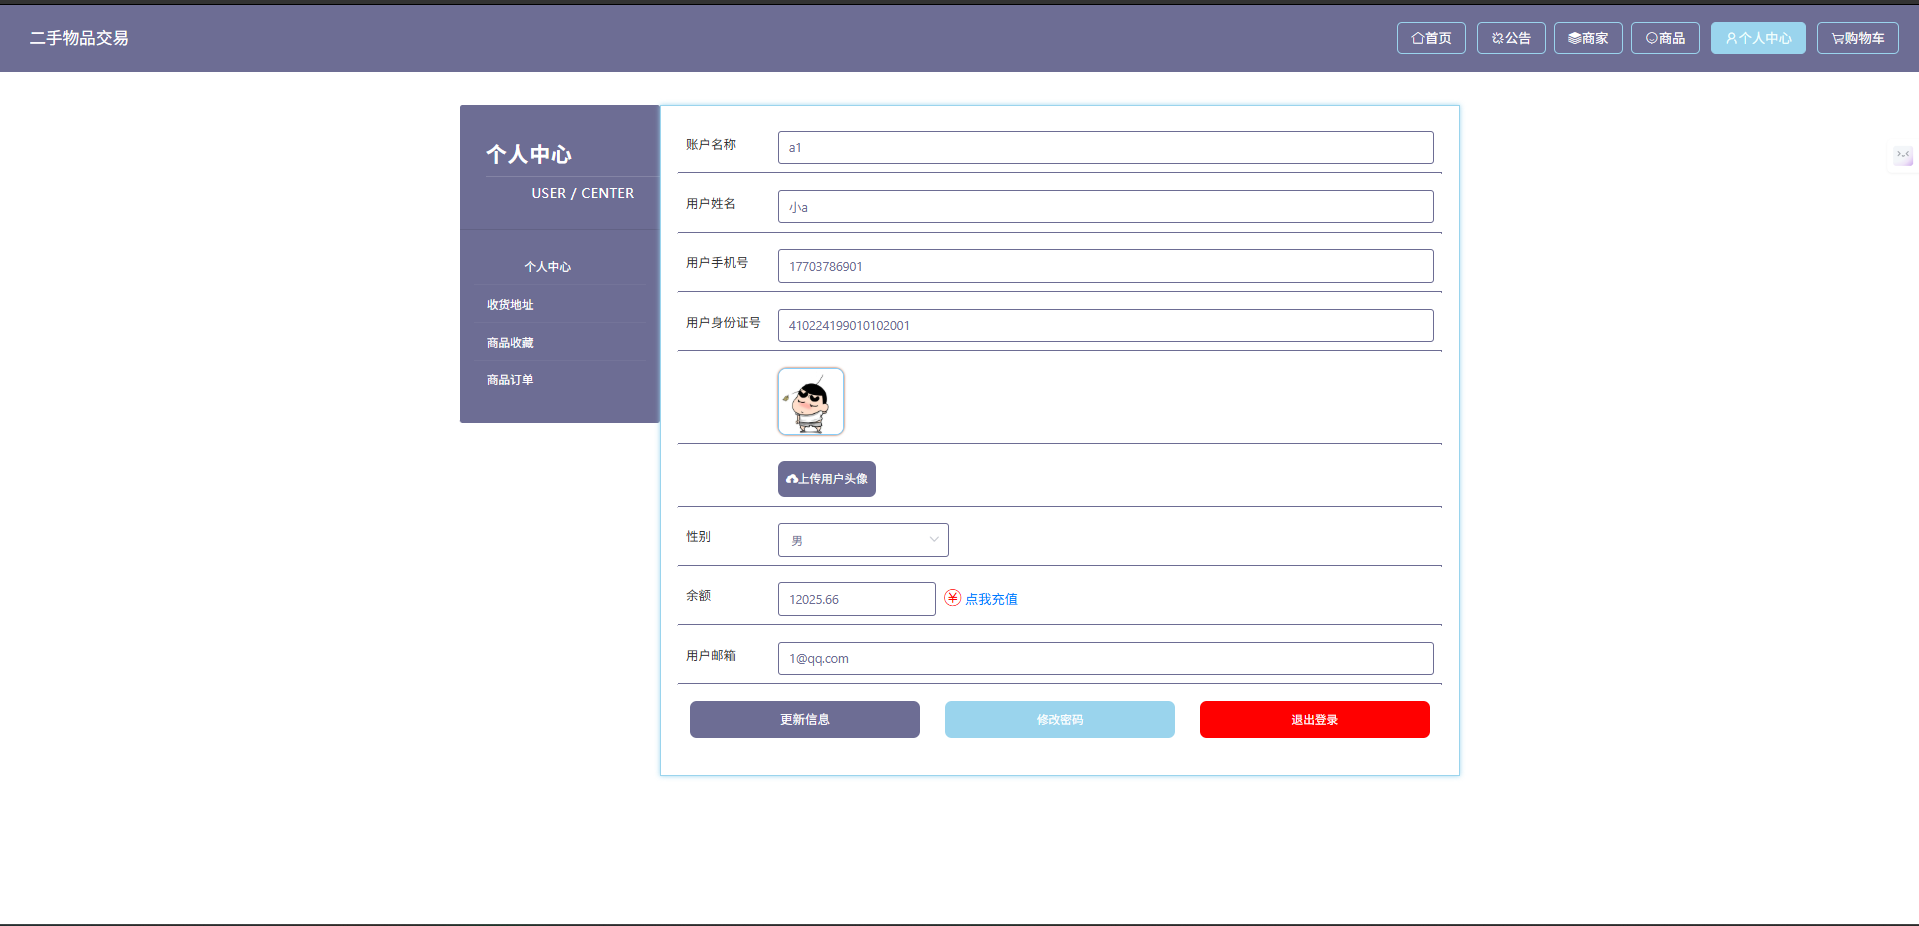 二手物品交易
首页 公告 商家 商品 个人中心 购物车
个人中心
USER / CENTER
个人中心
收货地址
商品收藏
商品订单
账户名称 a1
用户姓名 小a
用户手机号 17703786901
用户身份证号 410224199010102001
上传用户头像
性别 男
余额 12025.66 点我充值
用户邮箱 1@qq.com
更新信息 修改密码 退出登录